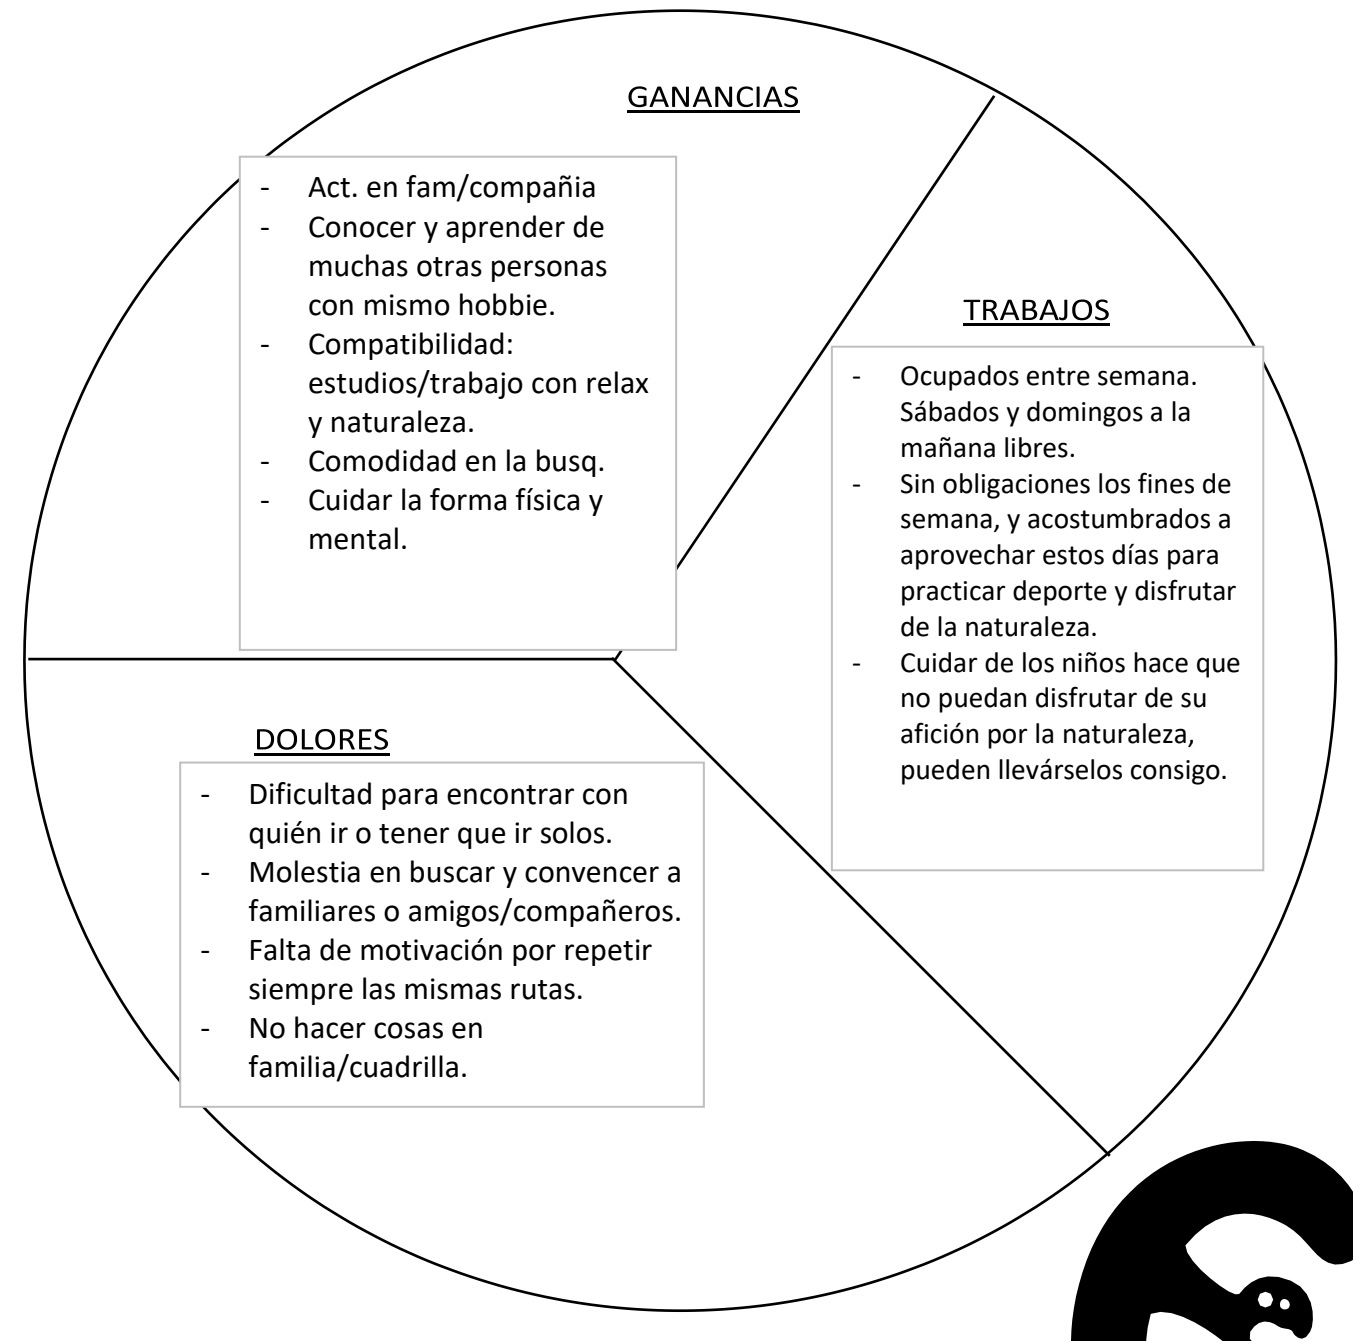 GANANCIAS
- Act. en fam/compañia
- Conocer y aprender de
muchas otras personas
con mismo hobbie.
- Compatibilidad:
estudios/trabajo con relax
y naturaleza.
- Comodidad en la busq.
- Cuidar la forma física y
mental.
TRABAJOS
- Ocupados entre semana.
Sábados y domingos a la
mañana libres.
- Sin obligaciones los fines de
semana, y acostumbrados a
aprovechar estos días para
practicar deporte y disfrutar
de la naturaleza.
- Cuidar de los niños hace que
no puedan disfrutar de su
afición por la naturaleza,
pueden llevárselos consigo.
DOLORES
- Dificultad para encontrar con
quién ir o tener que ir solos.
- Molestia en buscar y convencer a
familiares o amigos/compañeros.
- Falta de motivación por repetir
siempre las mismas rutas.
- No hacer cosas en
familia/cuadrilla.